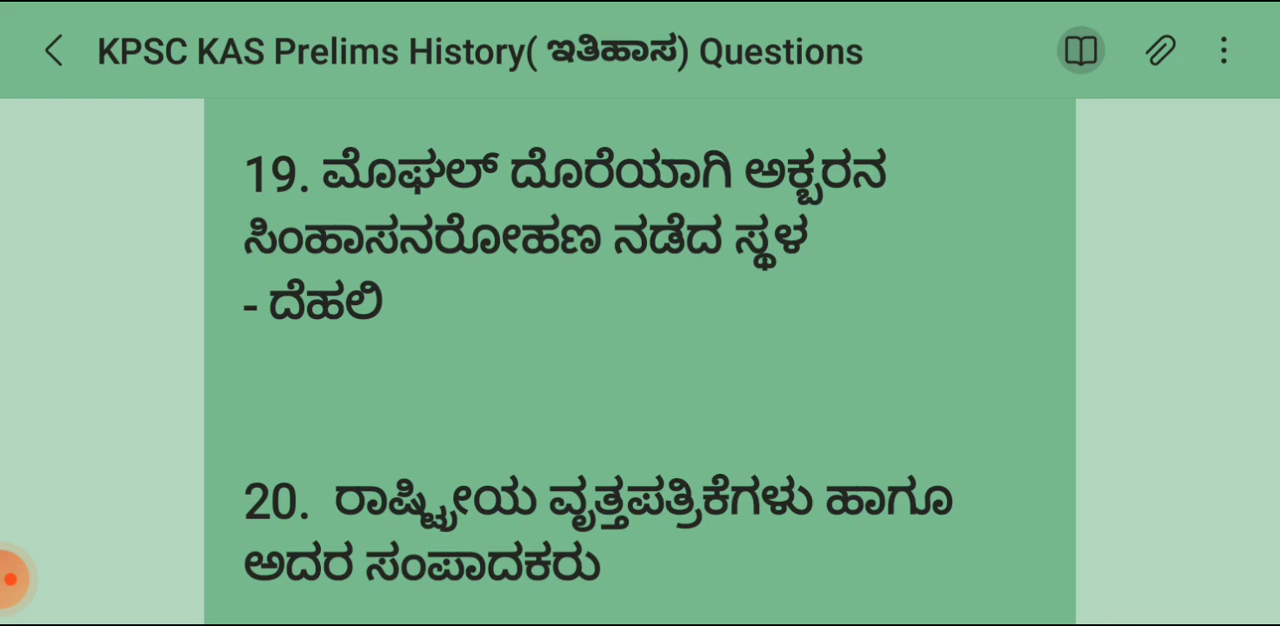 KPSC KAS Prelims History( ಇತಿಹಾಸ) Questions
19. ಮೊಘಲ್ ದೊರೆಯಾಗಿ ಅಕ್ಬರನ
ಸಿಂಹಾಸನರೋಹಣ ನಡೆದ ಸ್ಥಳ
- ದೆಹಲಿ
20. ರಾಷ್ಟ್ರೀಯ ವೃತ್ತಪತ್ರಿಕೆಗಳು ಹಾಗೂ
ಅದರ ಸಂಪಾದಕರು